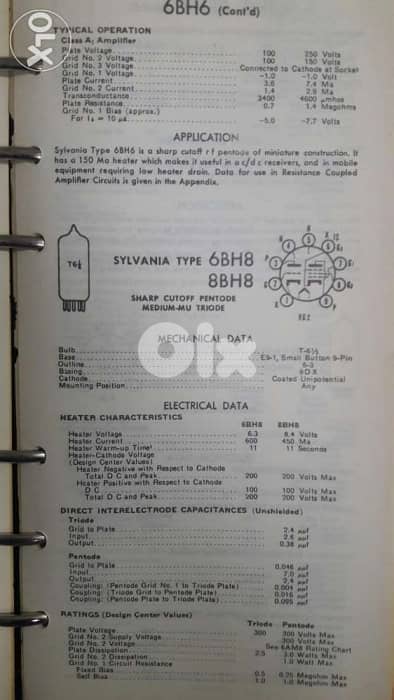 OLX
6BH6 (Cont'd)
TYPICAL OPERATION
Class A₁ Amplifier
Plate Voltage 100 250 Volts
Grid No. 2 Voltage 100 150 Volts
Grid No. 3 Voltage Connected to Cathode at Socket
Grid No. 1 Voltage -1.0 -1.0 Volt
Plate Current 3.6 7.4 Ma
Grid No. 2 Current 1.4 2.9 Ma
Transconductance 3400 4600 μmhos
Plate Resistance 0.7 1.4 Megohms
Grid No. 1 Bias (approx.)
For Ib = 10 μa -5.0 -7.7 Volts
APPLICATION
Sylvania Type 6BH6 is a sharp cutoff r f pentode of miniature construction. It
has a 150 Ma heater which makes it useful in a c/d c receivers, and in mobile
equipment requiring low heater drain. Data for use in Resistance Coupled
Amplifier Circuits is given in the Appendix.
T6½
SYLVANIA TYPE 6BH8
8BH8
SHARP CUTOFF PENTODE
MEDIUM-MU TRIODE
9DX
MECHANICAL DATA
Bulb T-6½
Base E9-1, Small Button 9-Pin
Outline 6-3
Basing 9DX
Cathode Coated Unipotential
Mounting Position Any
OLX
ELECTRICAL DATA
HEATER CHARACTERISTICS
6BH8 8BH8
Heater Voltage 6.3 8.4 Volts
Heater Current 600 450 Ma
Heater Warm-up Time¹ 11 11 Seconds
Heater-Cathode Voltage
(Design Center Values)
Heater Negative with Respect to Cathode
Total D C and Peak 200 200 Volts Max
Heater Positive with Respect to Cathode
D C 100 100 Volts Max
Total D C and Peak 200 200 Volts Max
DIRECT INTERELECTRODE CAPACITANCES (Unshielded)
Triode
Grid to Plate 2.4 μμf
Input 2.6 μμf
Output 0.38 μμf
Pentode
Grid to Plate 0.046 μμf
Input 7.0 μμf
Output 2.4 μμf
Coupling: (Pentode Grid No. 1 to Triode Plate) 0.004 μμf
Coupling: (Triode Grid to Pentode Plate) 0.016 μμf
Coupling: (Pentode Plate to Triode Plate) 0.095 μμf
RATINGS (Design Center Values)
Triode Pentode
Plate Voltage 300 300 Volts Max
Grid No. 2 Supply Voltage 300 Volts Max
Grid No. 2 Voltage See 6AM8 Rating Chart
Plate Dissipation 2.5 3.0 Watts Max
Grid No. 2 Dissipation 1.0 Watt Max
Grid No. 1 Circuit Resistance
Fixed Bias 0.5 0.25 Megohm Max
Self Bias 1.0 1.0 Megohm Max